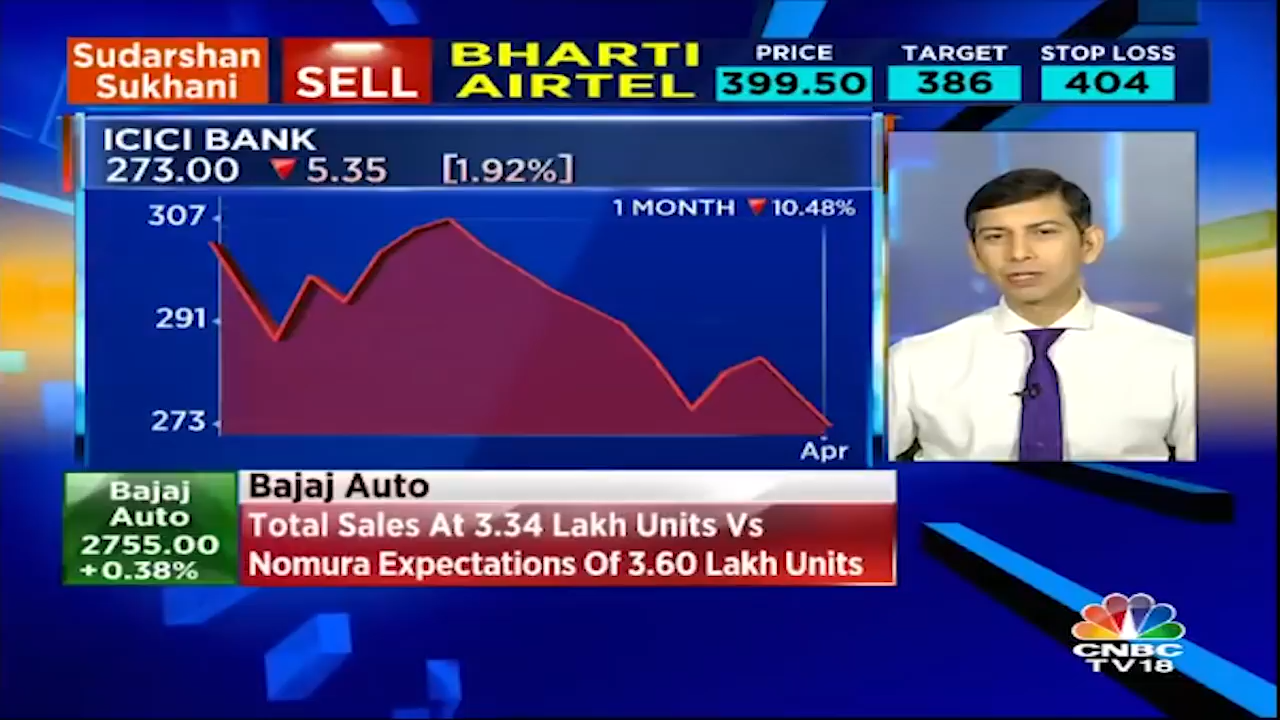 Sudarshan
Sukhani
SELL
BHARTI
AIRTEL
PRICE
399.50
TARGET
386
STOP LOSS
404
ICICI BANK
273.00 ▼ 5.35 [1.92%]
1 MONTH ▼ 10.48%
307
291
273
Apr
Bajaj
Auto
2755.00
+0.38%
Bajaj Auto
Total Sales At 3.34 Lakh Units Vs
Nomura Expectations Of 3.60 Lakh Units
CNBC
TV18